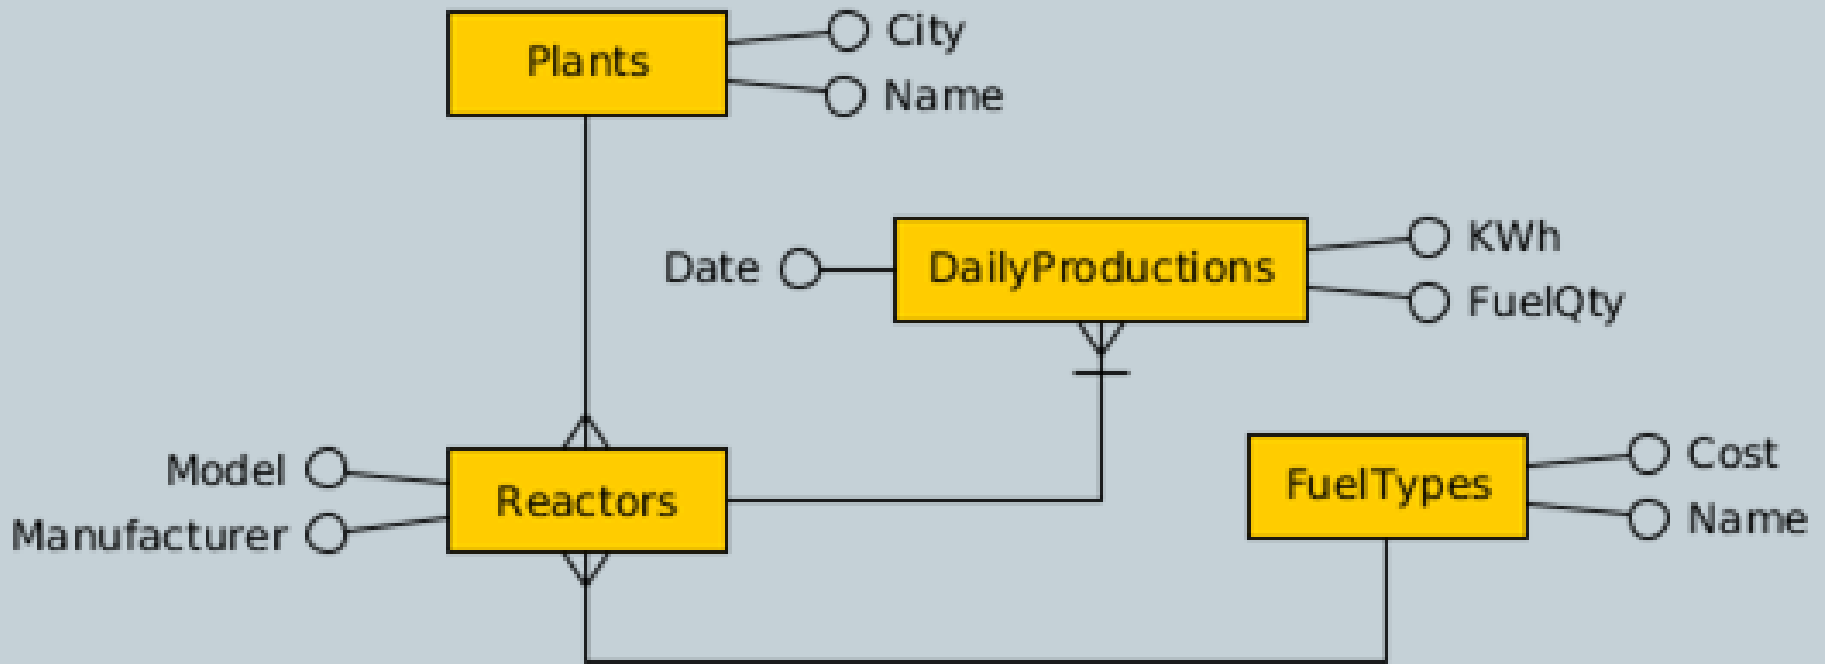 Plants
City
Name
Date
DailyProductions
KWh
FuelQty
Model
Manufacturer
Reactors
FuelTypes
Cost
Name